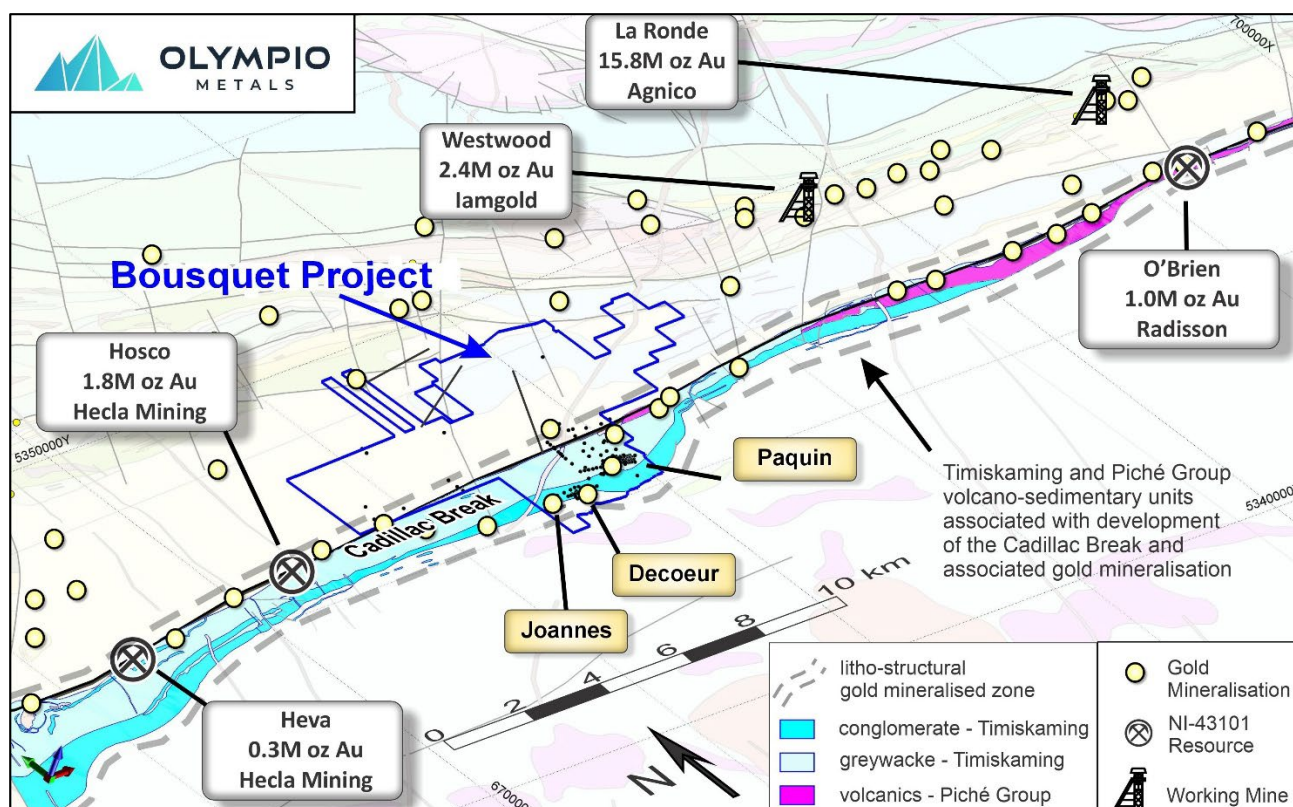 OLYMPIO
METALS
La Ronde
15.8M oz Au
Agnico
700000X
Westwood
2.4M oz Au
Iamgold
Bousquet Project
O'Brien
1.0M oz Au
Radisson
Hosco
1.8M oz Au
Hecla Mining
5350000Y
Paquin
Cadillac Break
Timiskaming and Piché Group
volcano-sedimentary units
associated with development
of the Cadillac Break and
associated gold mineralisation
5340000
Decoeur
Joannes
0 2 4 6 8 10 km
Heva
0.3M oz Au
Hecla Mining
N
67000
litho-structural
gold mineralised zone
conglomerate - Timiskaming
greywacke - Timiskaming
volcanics - Piché Group
Gold
Mineralisation
NI-43101
Resource
Working Mine